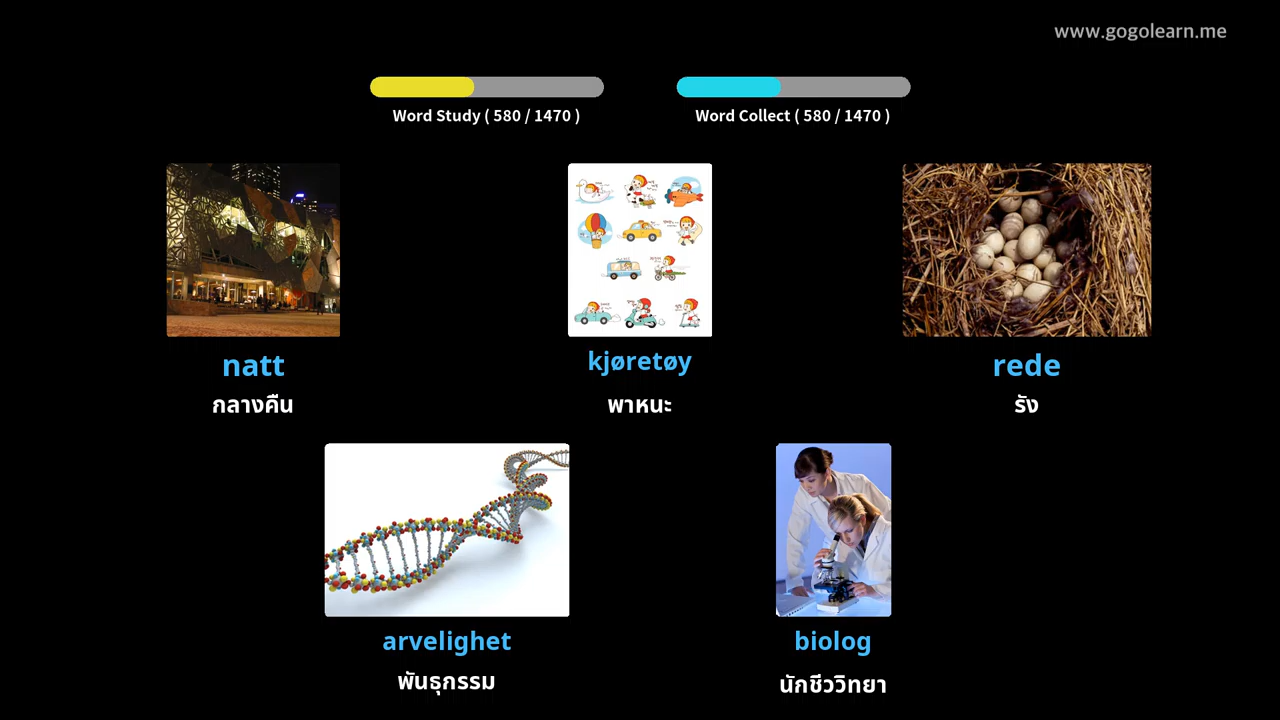 www.gogolearn.me
Word Study ( 580 / 1470 )
Word Collect ( 580 / 1470 )
natt
กลางคืน
kjøretøy
พาหนะ
rede
รัง
arvelighet
พันธุกรรม
biolog
นักชีววิทยา